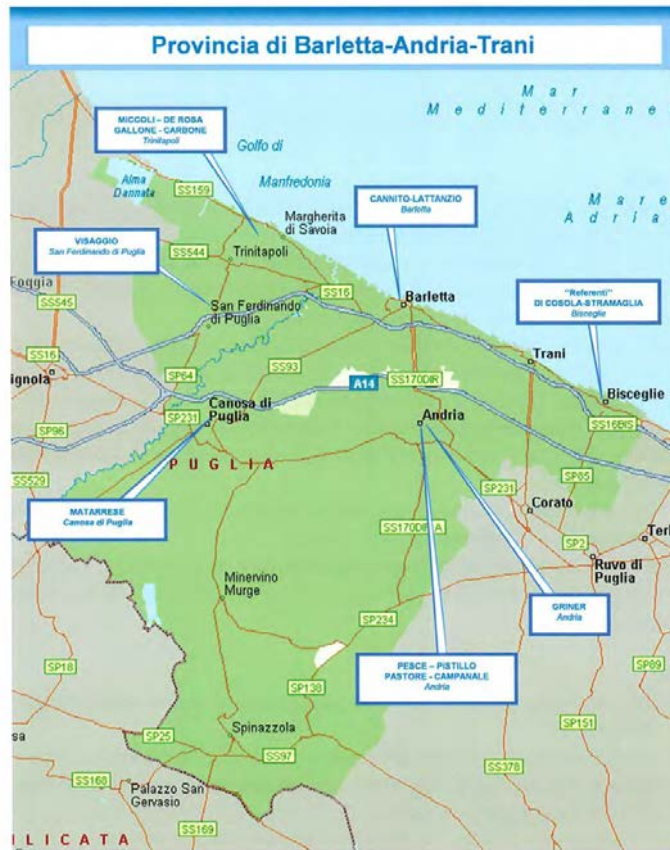 Provincia di Barletta-Andria-Trani
Mar
Mediterrane
MICCOLI – DE ROSA
GALLONE - CARBONE
Trinitapoli
Golfo di
Manfredonia
Alma
Dannata
SS159
CANNITO-LATTANZIO
Barletta
Mare
Adria
Margherita
di Savoia
VISAGGIO
San Ferdinando di Puglia
SS544
Trinitapoli
Foggia
SS545
San Ferdinando
di Puglia
SS16
Barletta
"Referenti"
DI COSOLA-STRAMAGLIA
Bisceglie
SS16
ignola
SP64
SS93
A14
SS170DIR
Trani
Bisceglie
SP96
SP231
Canosa di
Puglia
Andria
SS16BIS
PUGLIA
SS529
SP231
SP85
Corato
MATARRESE
Canosa di Puglia
SS170DIR A
SP2
Terl
Ruvo di
Puglia
Minervino
Murge
GRINER
Andria
SP234
SP18
PESCE – PISTILLO
PASTORE - CAMPANALE
Andria
SP89
SP138
SP151
sa
SP25
Spinazzola
SS97
SS378
SS168
Palazzo San
Gervasio
SS169
ILICATA